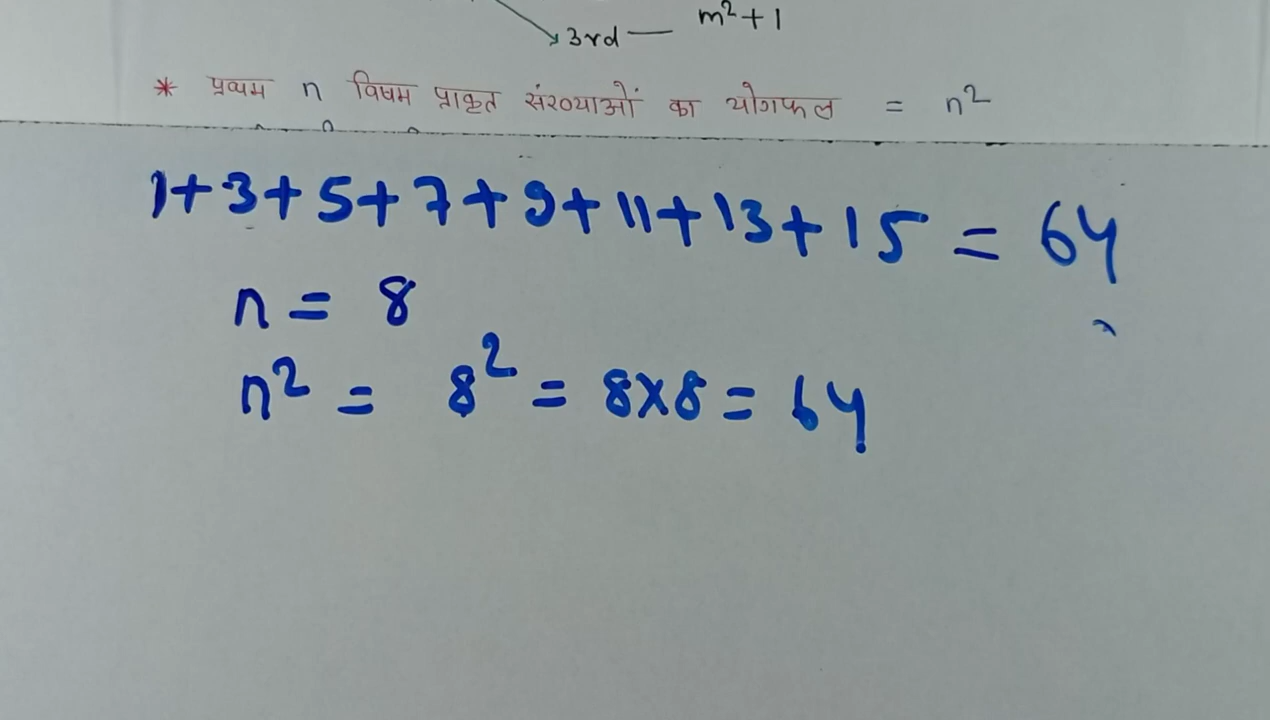 3rd — m²+1
* प्रथम n विषम प्राकृत संख्याओं का योगफल = n²
1+3+5+7+9+11+13+15 = 64
n = 8
n² = 8² = 8×8 = 64